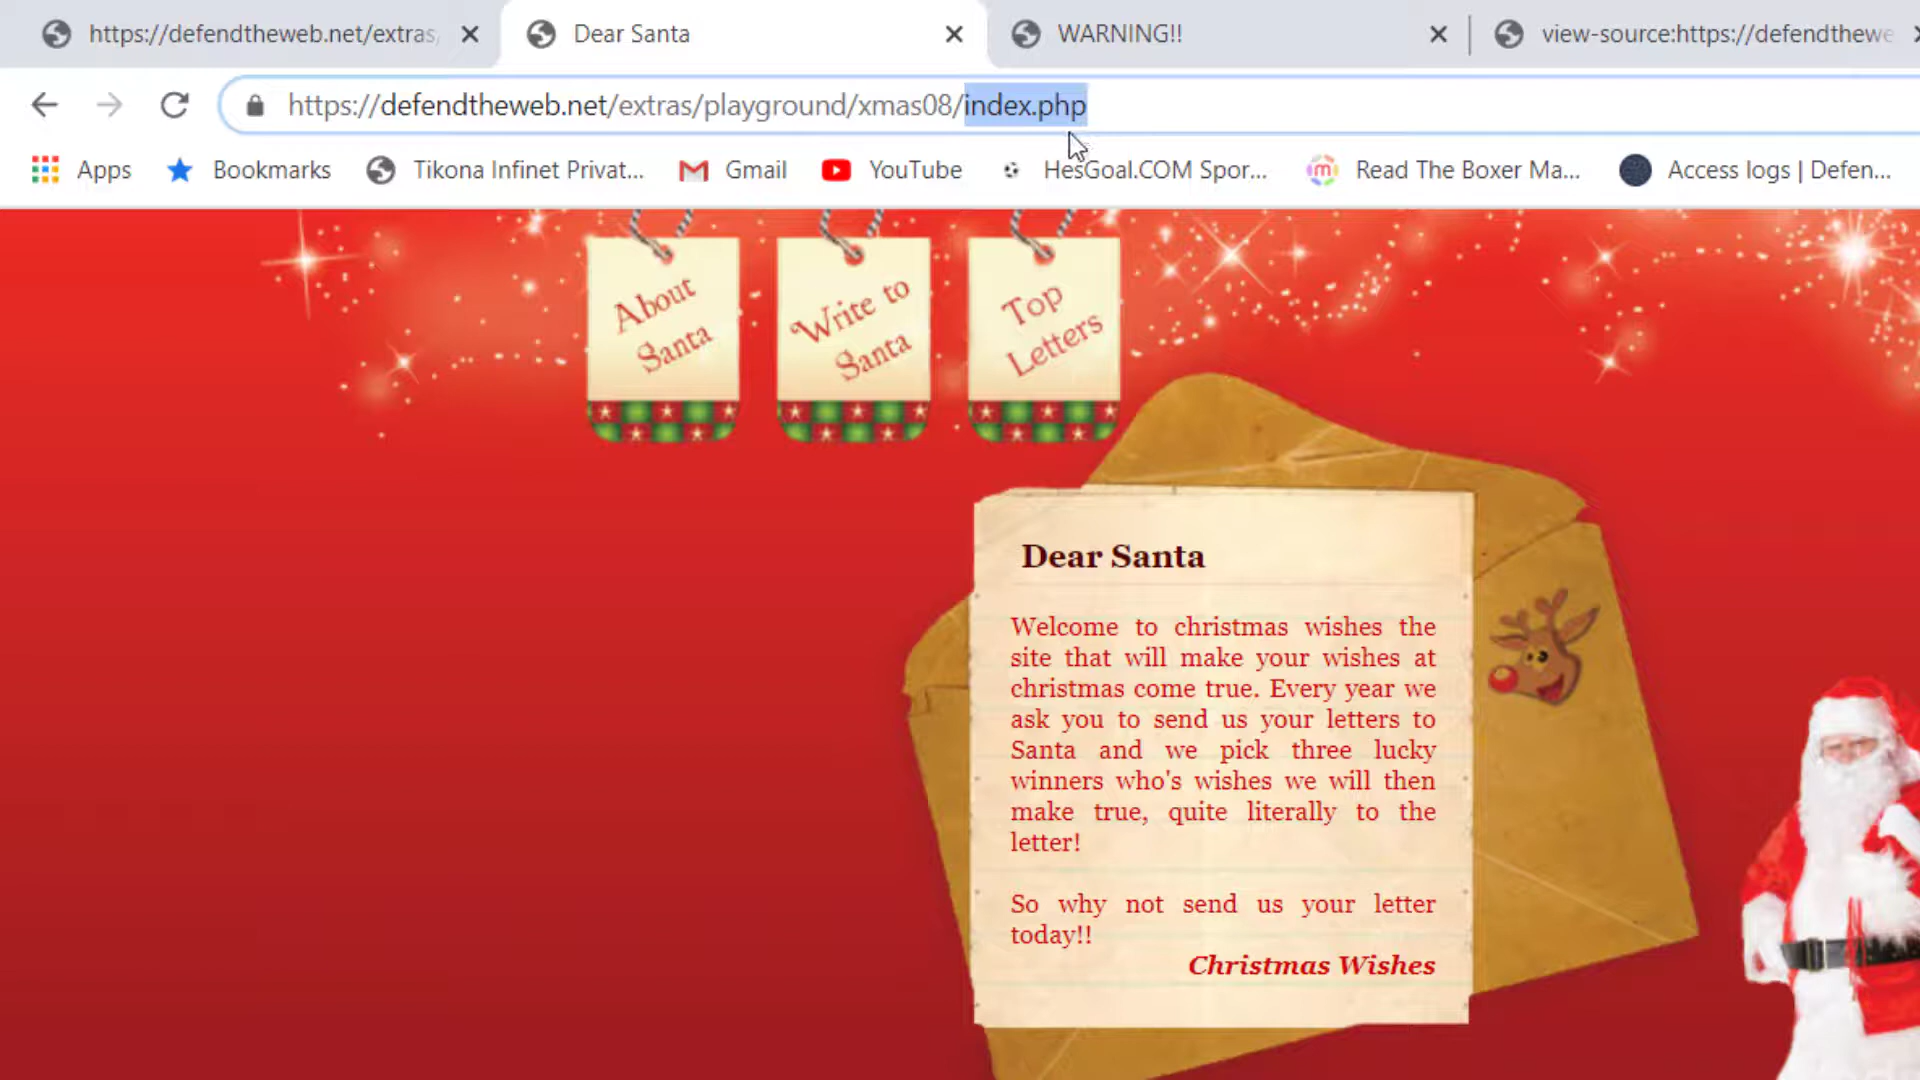 https://defendtheweb.net/extras/
Dear Santa
WARNING!!
view-source:https://defendthewe
https://defendtheweb.net/extras/playground/xmas08/index.php
Apps
Bookmarks
Tikona Infinet Privat...
Gmail
YouTube
HesGoal.COM Spor...
Read The Boxer Ma...
Access logs | Defen...
About
Santa
Write to
Santa
Top
Letters
Dear Santa
Welcome to christmas wishes the
site that will make your wishes at
christmas come true. Every year we
ask you to send us your letters to
Santa and we pick three lucky
winners who's wishes we will then
make true, quite literally to the
letter!
So why not send us your letter
today!!
Christmas Wishes